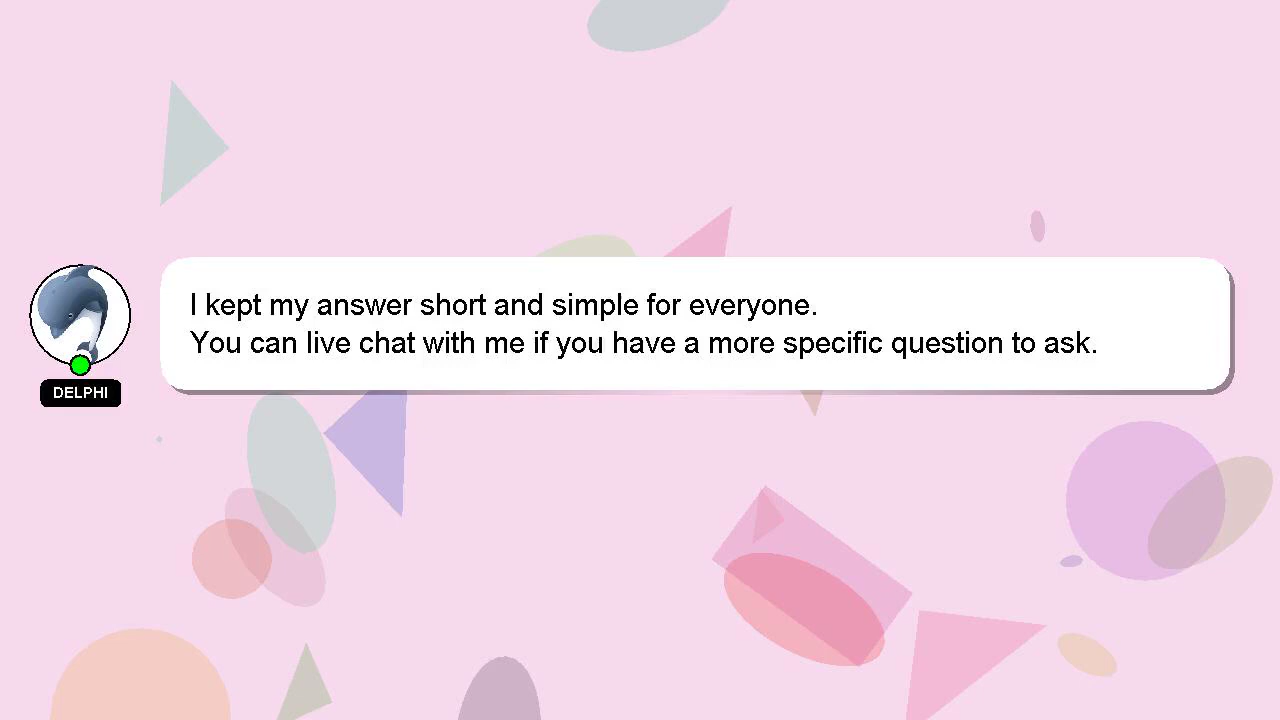 I kept my answer short and simple for everyone.
You can live chat with me if you have a more specific question to ask.
DELPHI